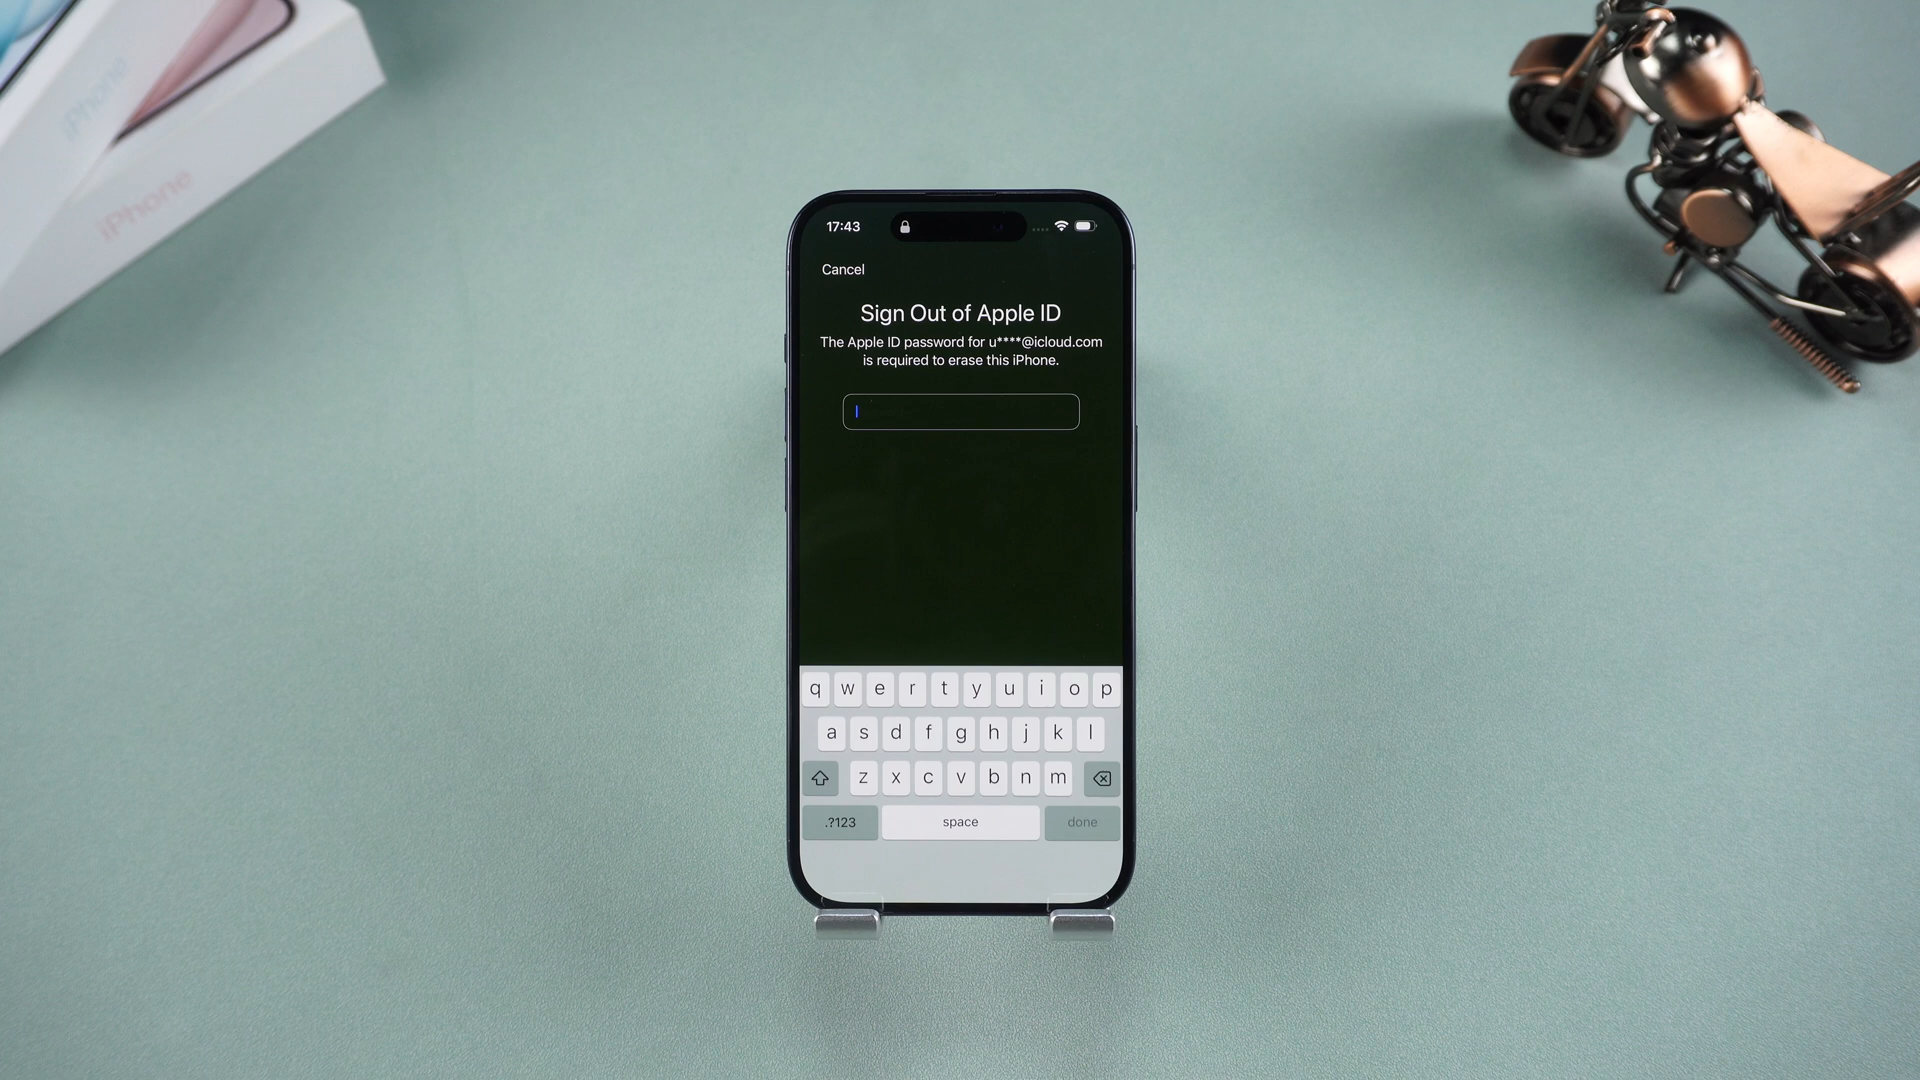 iPhone
iPhone
17:43
Cancel
Sign Out of Apple ID
The Apple ID password for u****@icloud.com
is required to erase this iPhone.
q w e r t y u i o p
a s d f g h j k l
z x c v b n m
.?123 space done